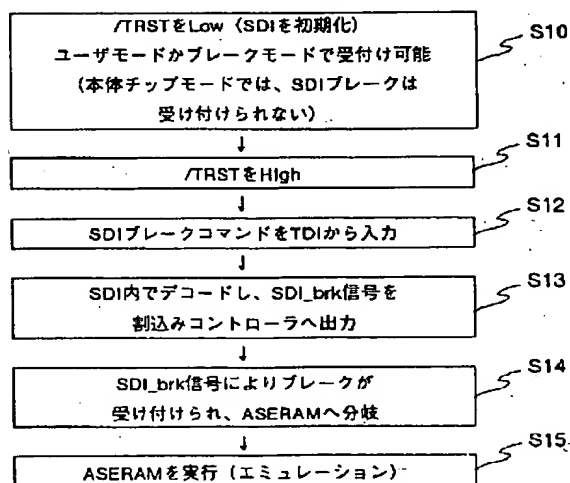 /TRSTをLow（SDIを初期化）
ユーザモードかブレークモードで受付け可能
（本体チップモードでは、SDIブレークは
受け付けられない）
S10
↓
/TRSTをHigh
S11
↓
SDIブレークコマンドをTDIから入力
S12
↓
SDI内でデコードし、SDI_brk信号を
割込みコントローラへ出力
S13
↓
SDI_brk信号によりブレークが
受け付けられ、ASERAMへ分岐
S14
↓
ASERAMを実行（エミュレーション）
S15